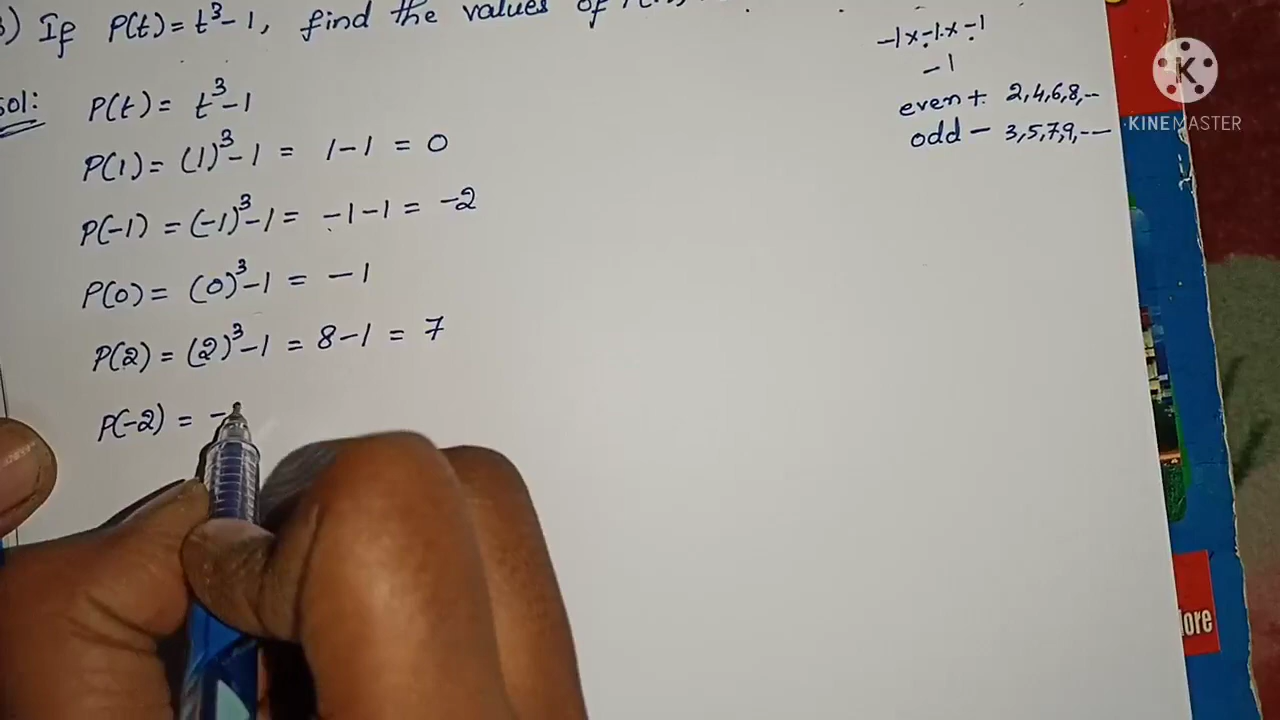 ) If P(t) = t³ - 1, find the values of
-1 x -1 x -1
-1
even + 2,4,6,8,--
odd - 3,5,7,9,---
sol: P(t) = t³ - 1
P(1) = (1)³ - 1 = 1 - 1 = 0
P(-1) = (-1)³ - 1 = -1 - 1 = -2
P(0) = (0)³ - 1 = -1
P(2) = (2)³ - 1 = 8 - 1 = 7
P(-2) = -
K
KINEMASTER
lore